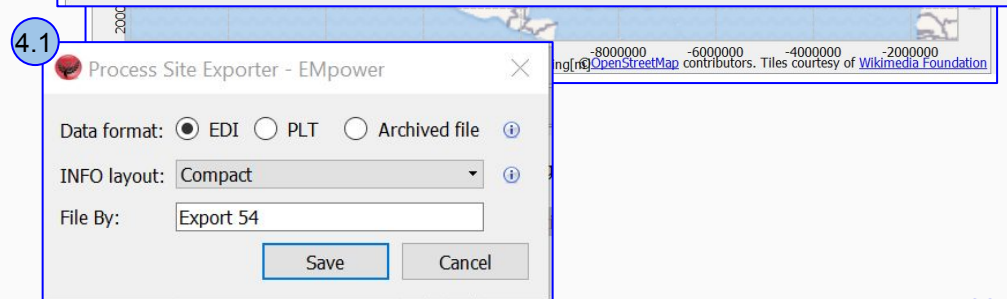 2000
-8000000 -6000000 -4000000 -2000000
ng[m]©OpenStreetMap contributors. Tiles courtesy of Wikimedia Foundation
4.1
Process Site Exporter - EMpower
Data format: EDI PLT Archived file
INFO layout: Compact
File By: Export 54
Save Cancel